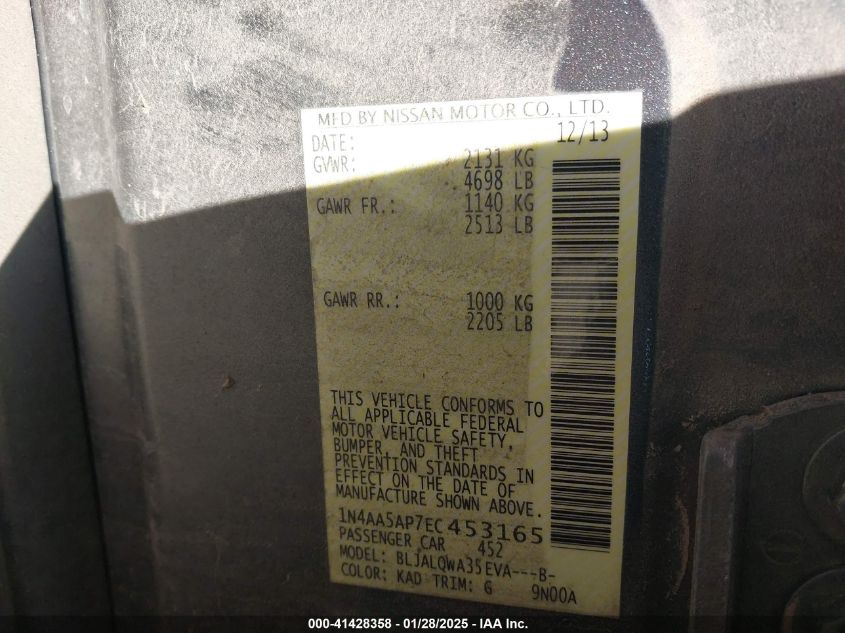 MFD BY NISSAN MOTOR CO., LTD.
DATE: 12/13
GVWR: 2131 KG
4698 LB
GAWR FR.: 1140 KG
2513 LB
GAWR RR.: 1000 KG
2205 LB
THIS VEHICLE CONFORMS TO
ALL APPLICABLE FEDERAL
MOTOR VEHICLE SAFETY,
BUMPER, AND THEFT
PREVENTION STANDARDS IN
EFFECT ON THE DATE OF
MANUFACTURE SHOWN ABOVE.
1N4AA5AP7EC453165
PASSENGER CAR 452
MODEL: BLJALQWA35EVA---B-
COLOR: KAD TRIM: G 9N00A
000-41428358 | 01/28/2025 - IAA Inc.